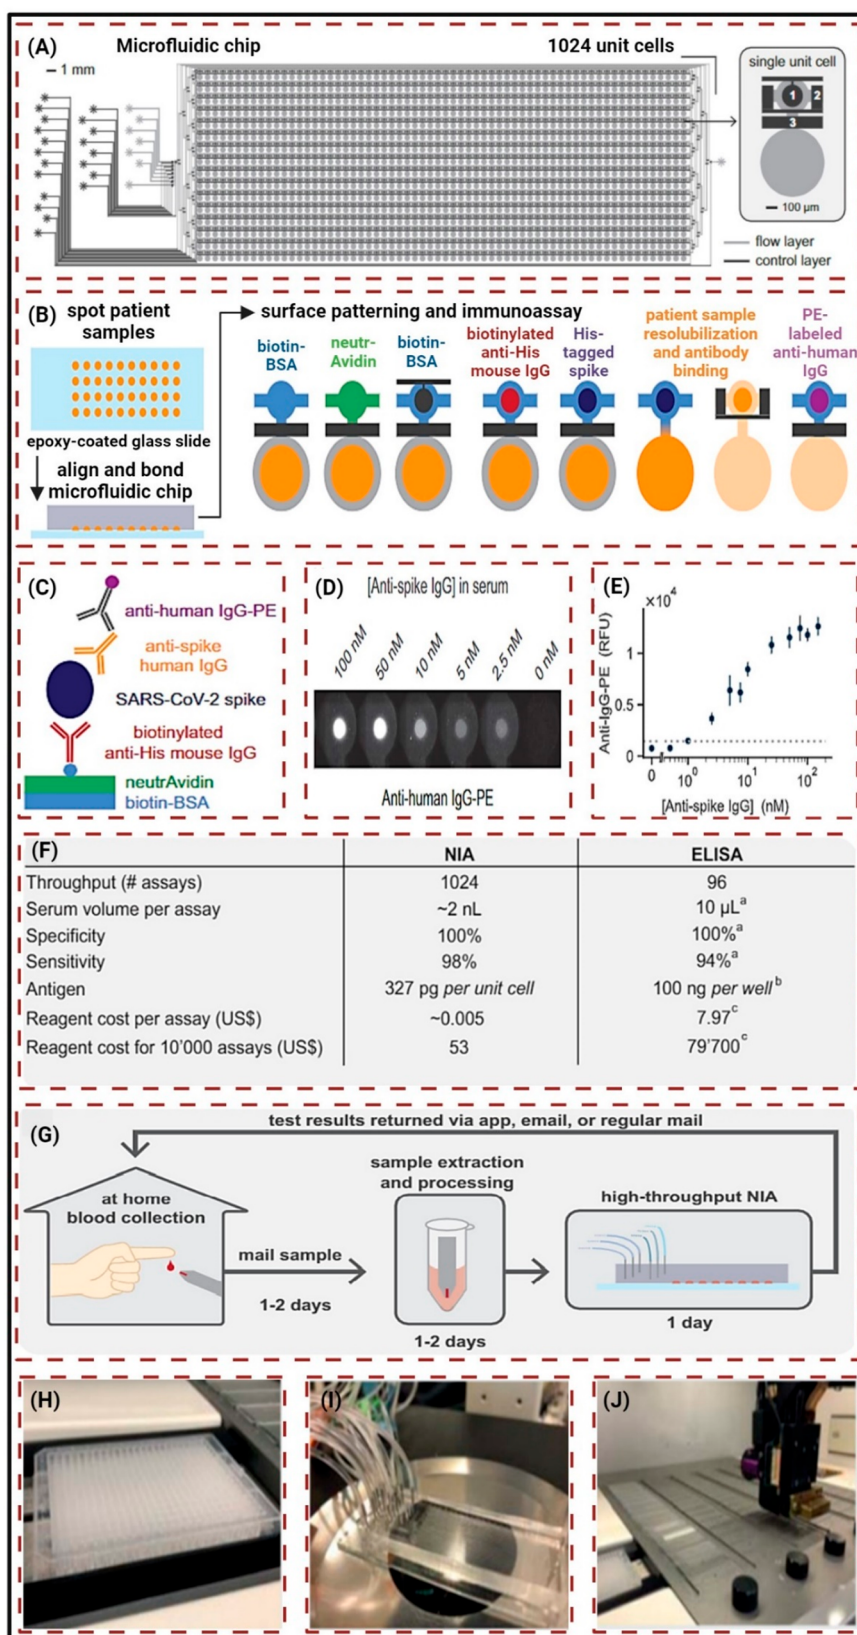 (A)
Microfluidic chip
1024 unit cells
1 mm
single unit cell
1
2
3
100 µm
flow layer
control layer
(B)
spot patient
samples
epoxy-coated glass slide
align and bond
microfluidic chip
surface patterning and immunoassay
biotin-
BSA
neutr-
Avidin
biotin-
BSA
biotinylated
anti-His
mouse IgG
His-
tagged
spike
patient sample
resolubilization
and antibody
binding
PE-
labeled
anti-human
IgG
(C)
anti-human IgG-PE
anti-spike
human IgG
SARS-CoV-2 spike
biotinylated
anti-His mouse IgG
neutrAvidin
biotin-BSA
(D)
[Anti-spike IgG] in serum
100 nM
50 nM
10 nM
5 nM
2.5 nM
0 nM
Anti-human IgG-PE
(E)
×10⁴
Anti-IgG-PE (RFU)
1
0.5
0
0
10⁰
10¹
10²
[Anti-spike IgG] (nM)
(F)
NIA ELISA
Throughput (# assays) 1024 96
Serum volume per assay ~2 nL 10 µLᵃ
Specificity 100% 100%ᵃ
Sensitivity 98% 94%ᵃ
Antigen 327 pg per unit cell 100 ng per wellᵇ
Reagent cost per assay (US$) ~0.005 7.97ᶜ
Reagent cost for 10'000 assays (US$) 53 79'700ᶜ
(G)
test results returned via app, email, or regular mail
at home
blood collection
mail sample
1-2 days
sample extraction
and processing
1-2 days
high-throughput NIA
1 day
(H)
(I)
(J)